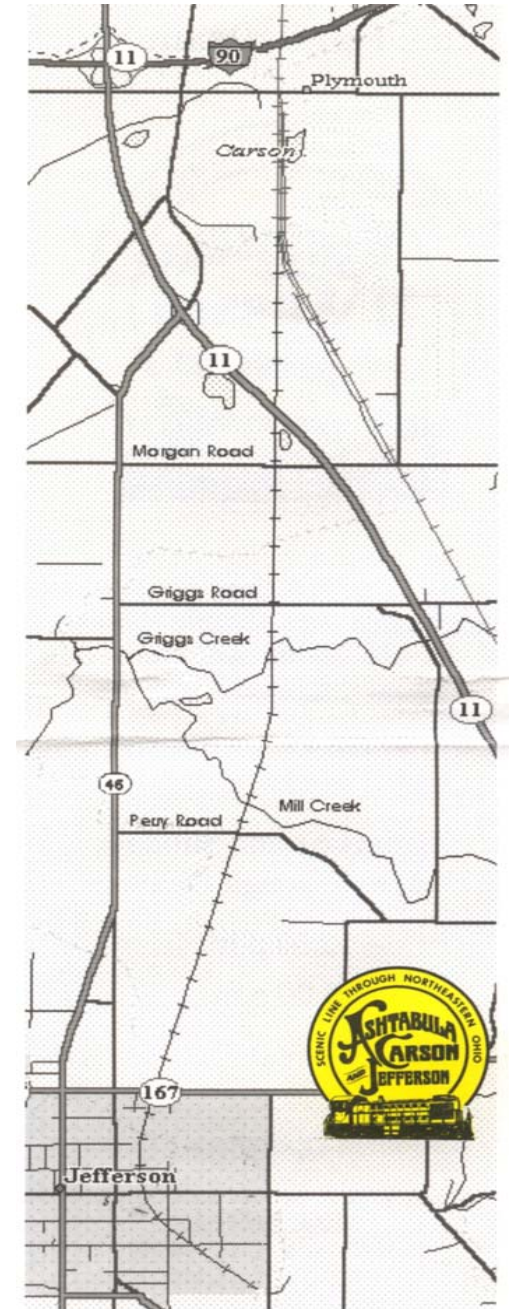 11
90
Plymouth
Carson
11
Morgan Road
Griggs Road
Griggs Creek
11
46
Mill Creek
Perry Road
SCENIC LINE THROUGH NORTHEASTERN OHIO
ASHTABULA
CARSON
AND JEFFERSON
167
Jefferson